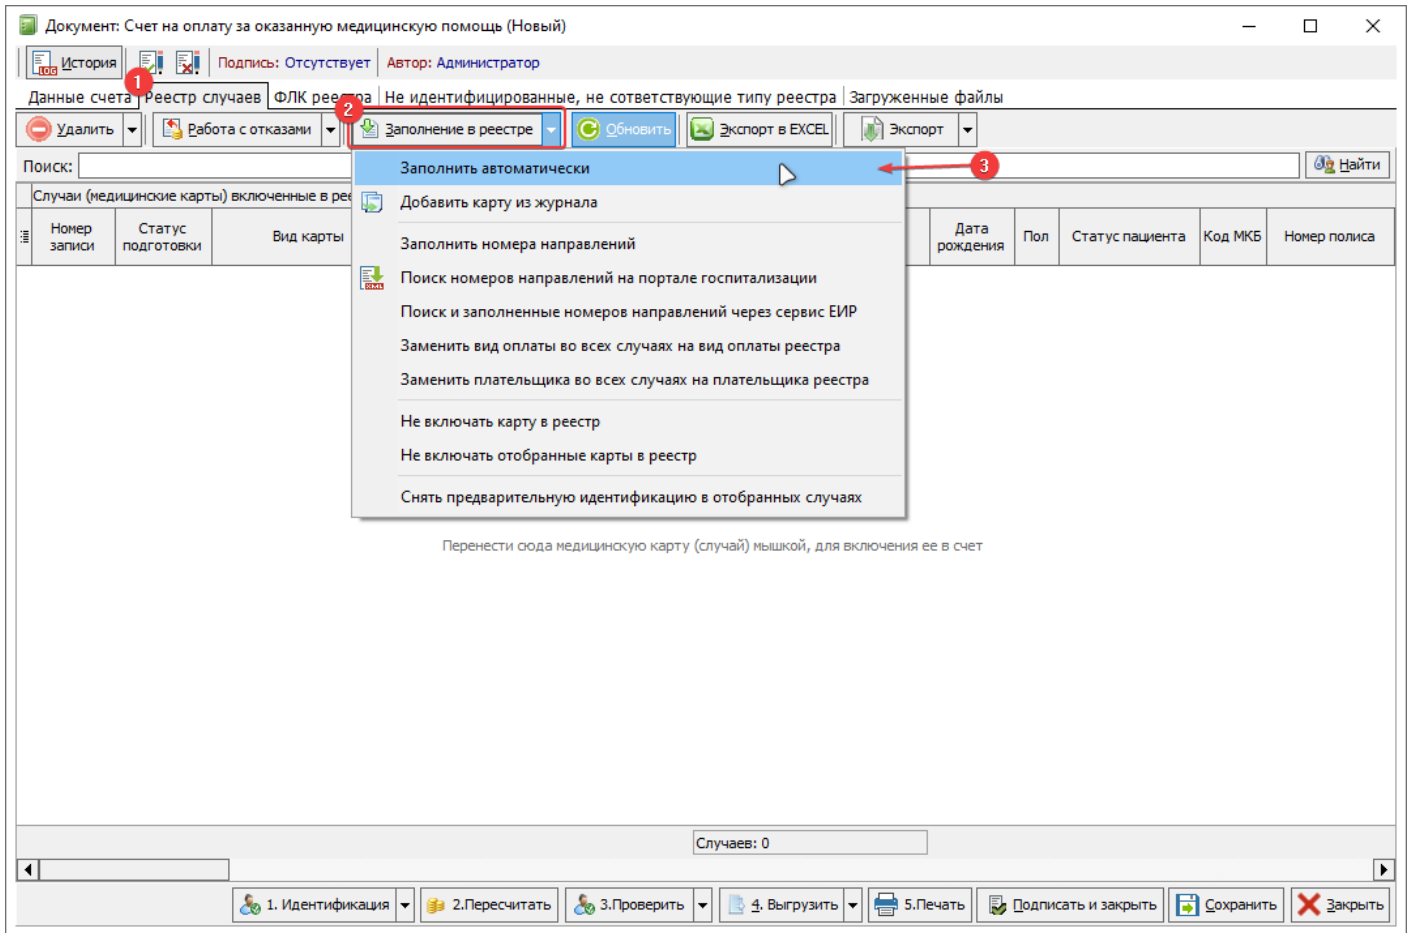 Документ: Счет на оплату за оказанную медицинскую помощь (Новый)
LOG История Подпись: Отсутствует Автор: Администратор
1
Данные счета Реестр случаев ФЛК реестра Не идентифицированные, не сответствующие типу реестра Загруженные файлы
2
Удалить Работа с отказами Заполнение в реестре Обновить Экспорт в EXCEL Экспорт
Поиск: Найти
Заполнить автоматически 3
Случаи (медицинские карты) включенные в рее
Добавить карту из журнала
Номер записи Статус подготовки Вид карты Дата рождения Пол Статус пациента Код МКБ Номер полиса
Заполнить номера направлений
XML Поиск номеров направлений на портале госпитализации
Поиск и заполненные номеров направлений через сервис ЕИР
Заменить вид оплаты во всех случаях на вид оплаты реестра
Заменить плательщика во всех случаях на плательщика реестра
Не включать карту в реестр
Не включать отобранные карты в реестр
Снять предварительную идентификацию в отобранных случаях
Перенести сюда медицинскую карту (случай) мышкой, для включения ее в счет
Случаев: 0
1. Идентификация 2.Пересчитать 3.Проверить 4. Выгрузить 5.Печать Подписать и закрыть Сохранить Закрыть